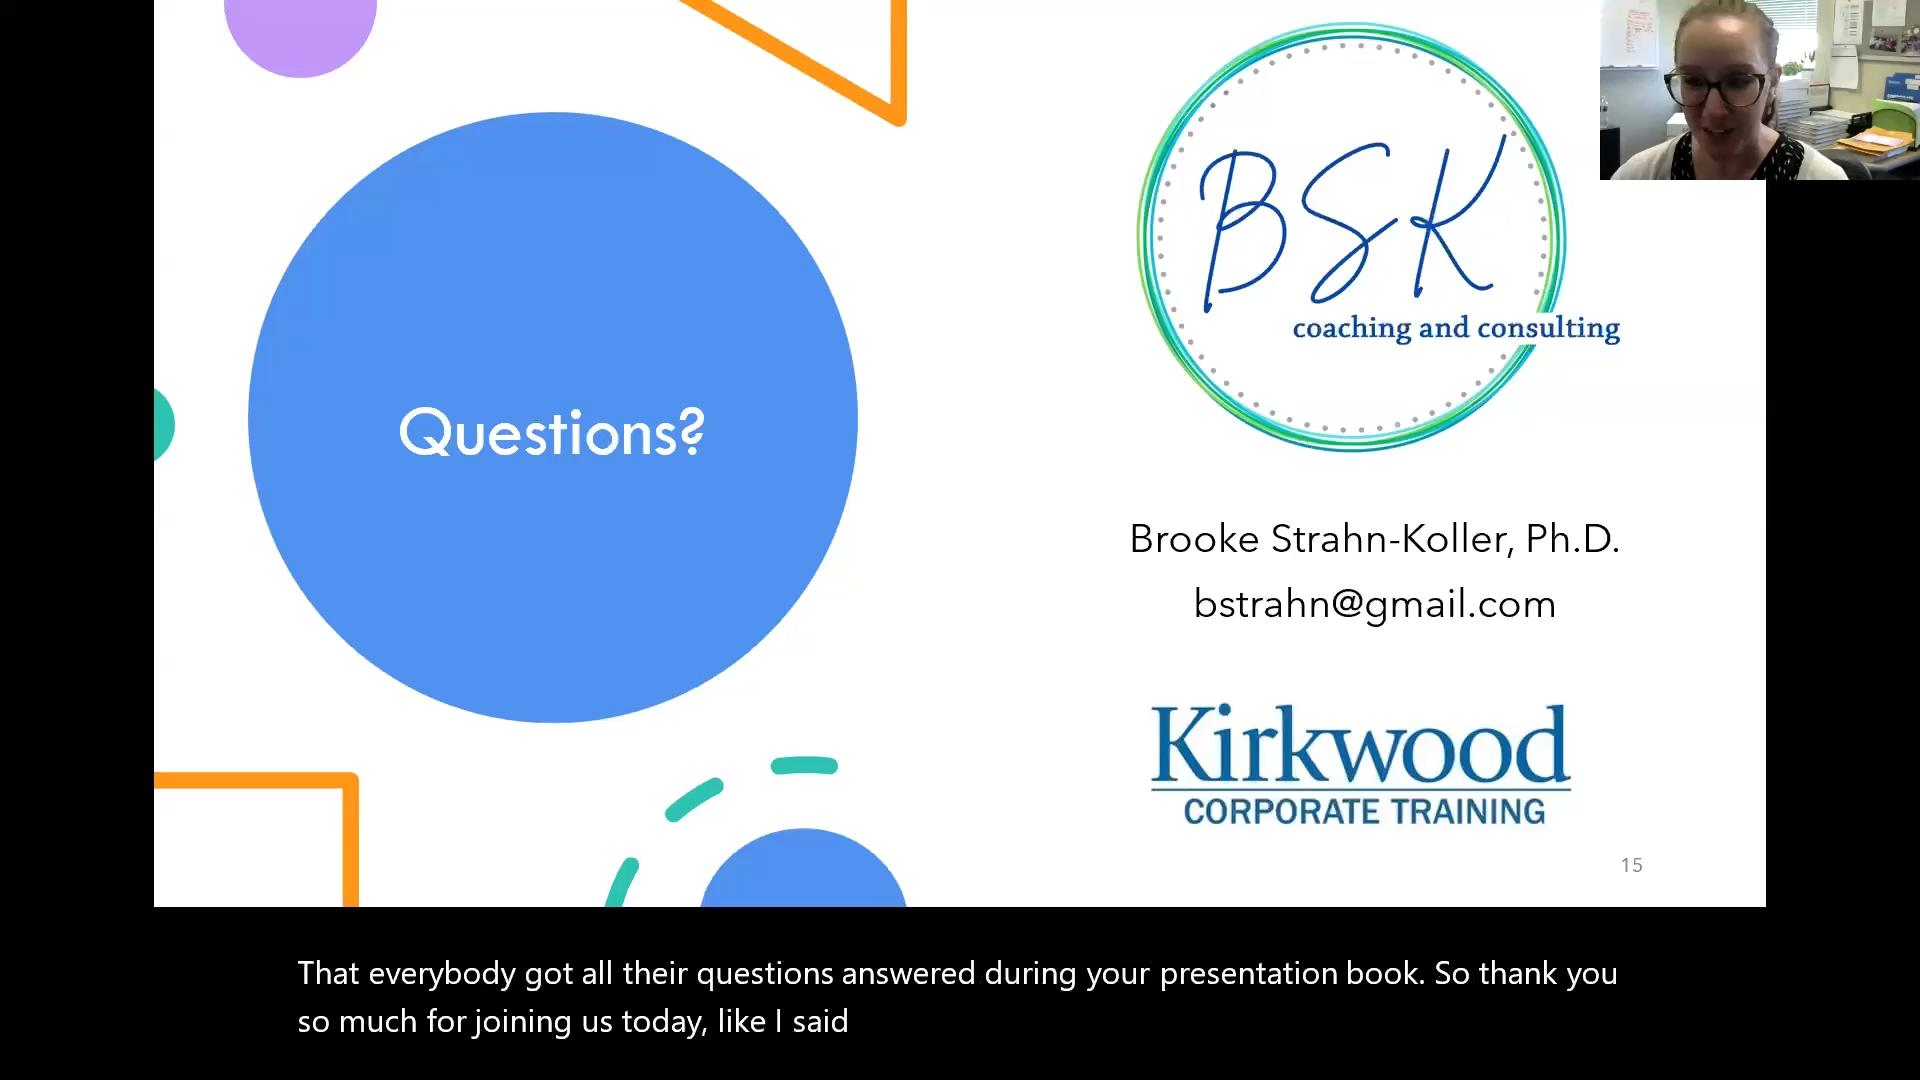 Questions?
BSK
coaching and consulting
Brooke Strahn-Koller, Ph.D.
bstrahn@gmail.com
Kirkwood
CORPORATE TRAINING
15
That everybody got all their questions answered during your presentation book. So thank you
so much for joining us today, like I said